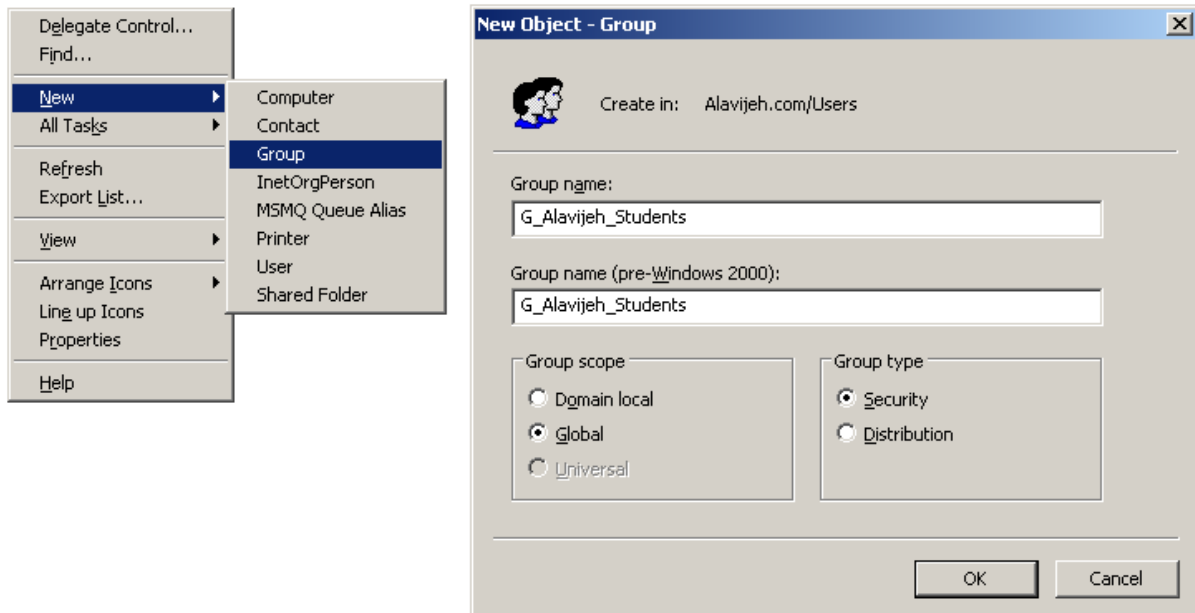 Delegate Control...
Find...
New
All Tasks
Refresh
Export List...
View
Arrange Icons
Line up Icons
Properties
Help
Computer
Contact
Group
InetOrgPerson
MSMQ Queue Alias
Printer
User
Shared Folder
New Object - Group
Create in: Alavijeh.com/Users
Group name:
G_Alavijeh_Students
Group name (pre-Windows 2000):
G_Alavijeh_Students
Group scope
Domain local
Global
Universal
Group type
Security
Distribution
OK Cancel